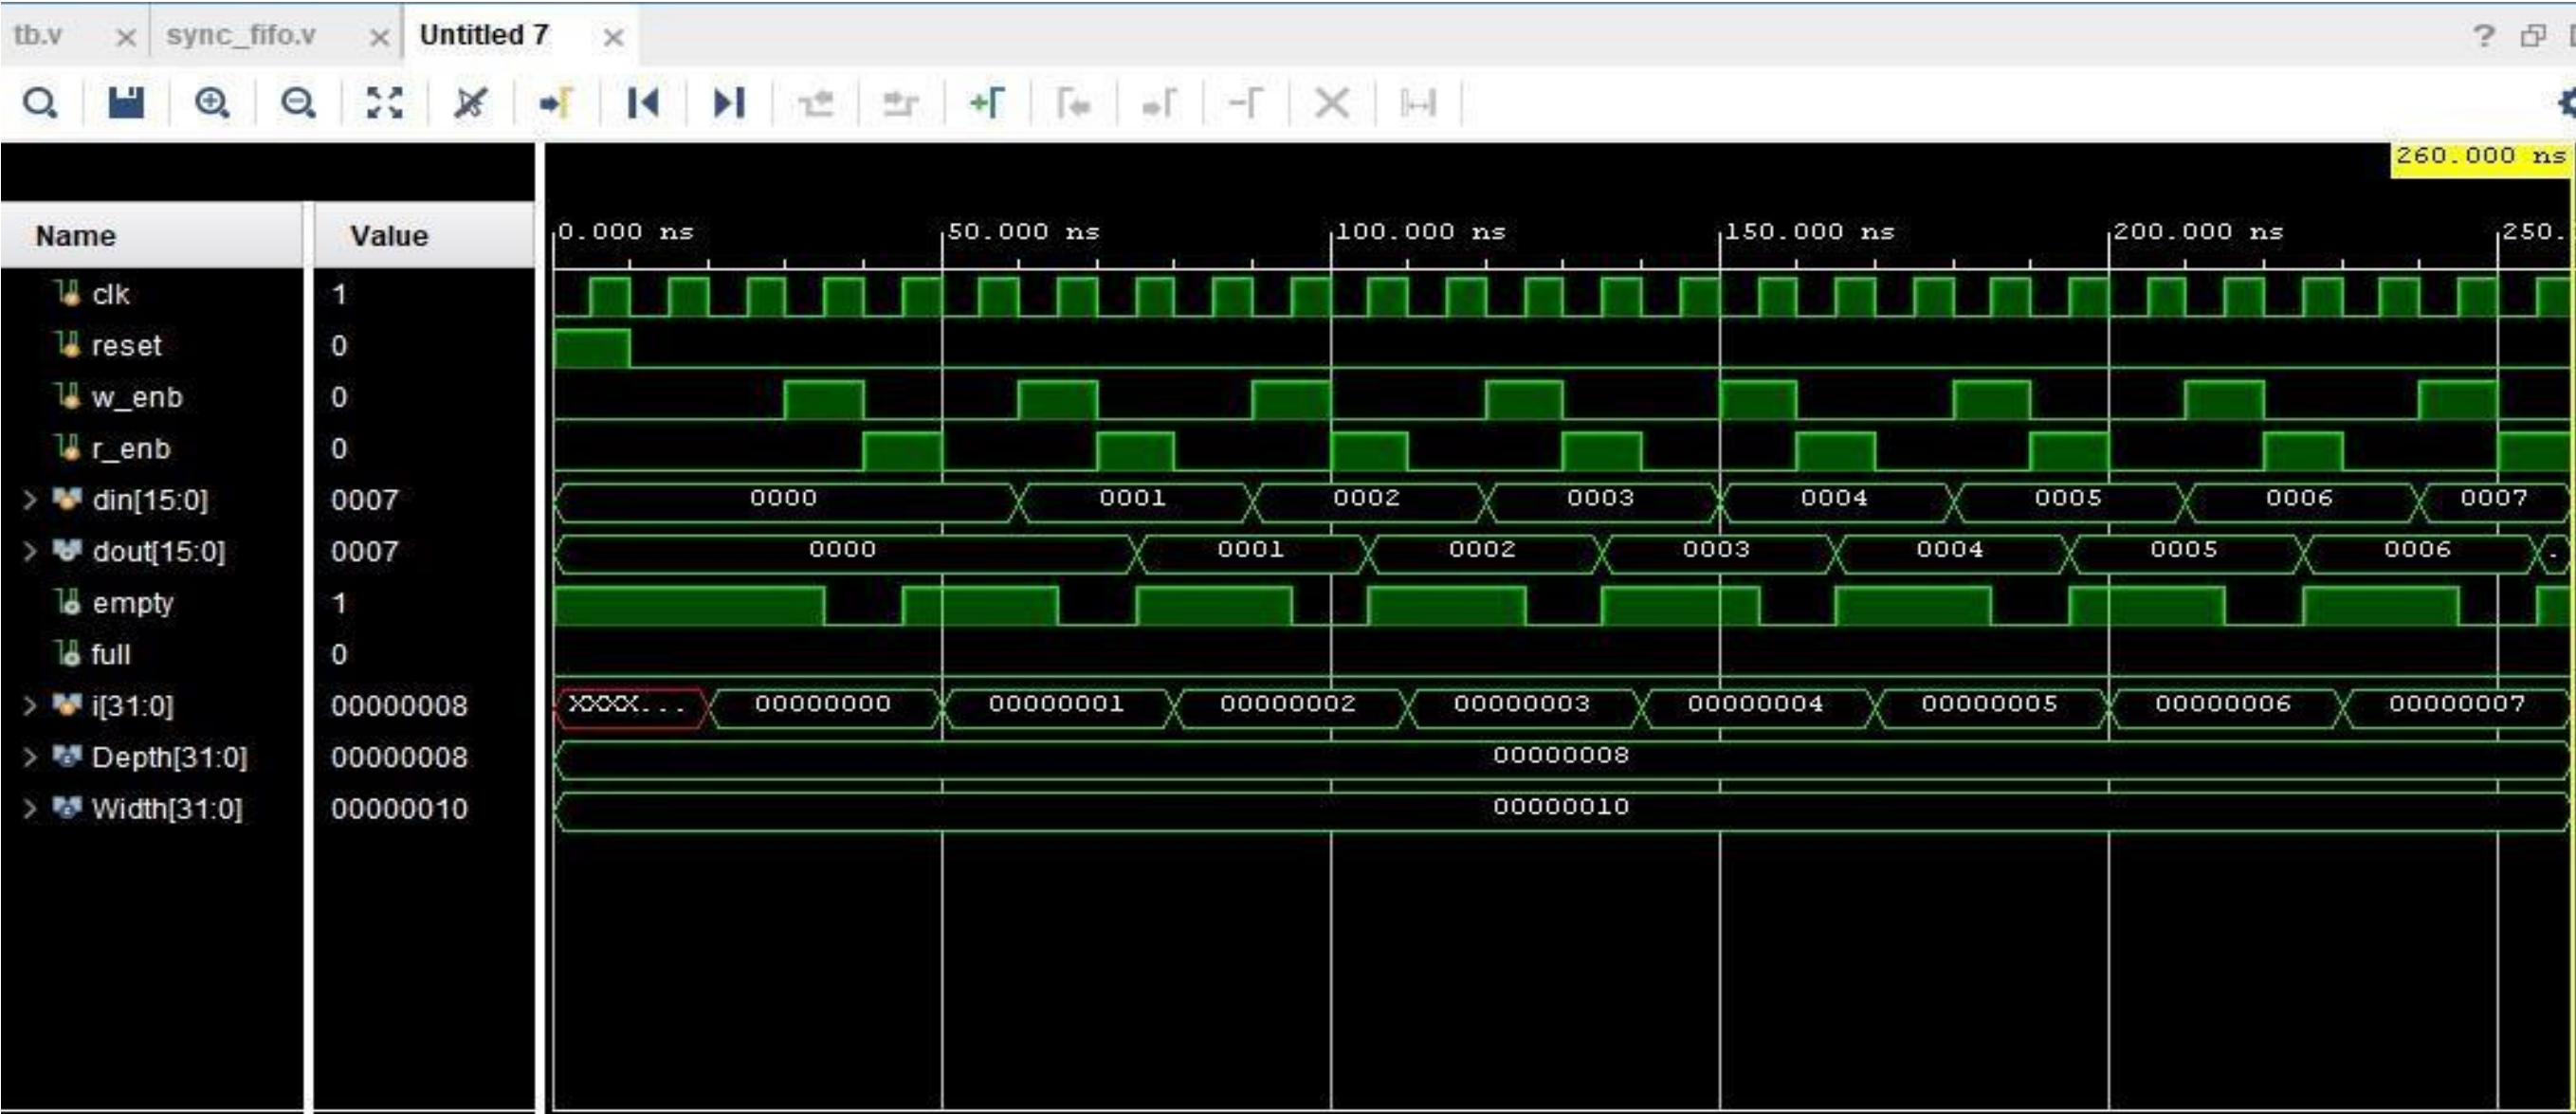 tb.v sync_fifo.v Untitled 7 ?
260.000 ns
Name Value 0.000 ns 50.000 ns 100.000 ns 150.000 ns 200.000 ns 250.
clk 1
reset 0
w_enb 0
r_enb 0
din[15:0] 0007 0000 0001 0002 0003 0004 0005 0006 0007
dout[15:0] 0007 0000 0001 0002 0003 0004 0005 0006 .
empty 1
full 0
i[31:0] 00000008 XXXX... 00000000 00000001 00000002 00000003 00000004 00000005 00000006 00000007
Depth[31:0] 00000008 00000008
Width[31:0] 00000010 00000010